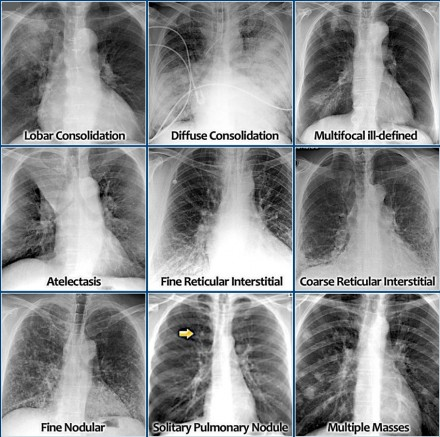 Lobar Consolidation
Diffuse Consolidation
Multifocal ill-defined
Atelectasis
Fine Reticular Interstitial
Coarse Reticular Interstitial
Fine Nodular
Solitary Pulmonary Nodule
Multiple Masses